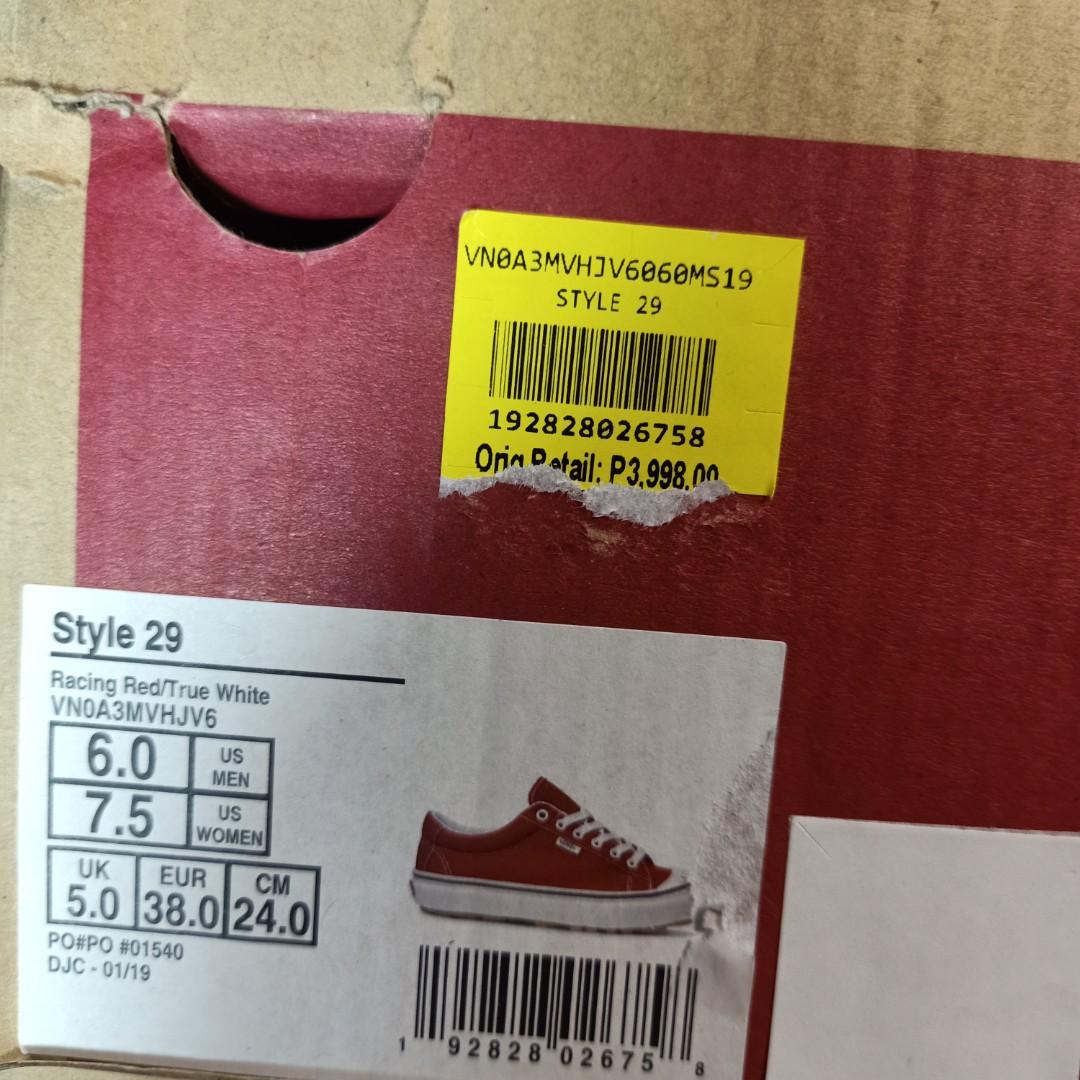 VN0A3MVHJV6060MS19
STYLE 29
192828026758
Orig Retail: P3,998.00
Style 29
Racing Red/True White
VN0A3MVHJV6
6.0 US MEN
7.5 US WOMEN
UK EUR CM
5.0 38.0 24.0
PO#PO #01540
DJC - 01/19
1 92828 02675 8